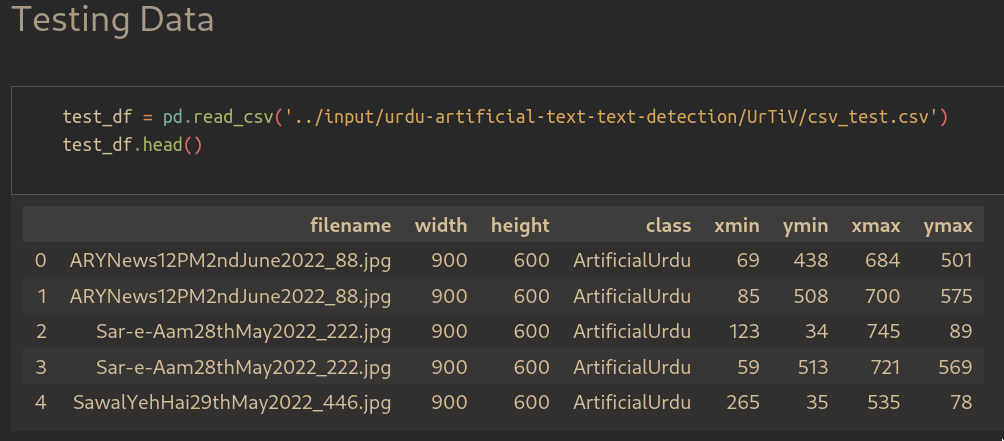 Testing Data
test_df = pd.read_csv('../input/urdu-artificial-text-text-detection/UrTiV/csv_test.csv')
test_df.head()
filename width height class xmin ymin xmax ymax
0 ARYNews12PM2ndJune2022_88.jpg 900 600 ArtificialUrdu 69 438 684 501
1 ARYNews12PM2ndJune2022_88.jpg 900 600 ArtificialUrdu 85 508 700 575
2 Sar-e-Aam28thMay2022_222.jpg 900 600 ArtificialUrdu 123 34 745 89
3 Sar-e-Aam28thMay2022_222.jpg 900 600 ArtificialUrdu 59 513 721 569
4 SawalYehHai29thMay2022_446.jpg 900 600 ArtificialUrdu 265 35 535 78